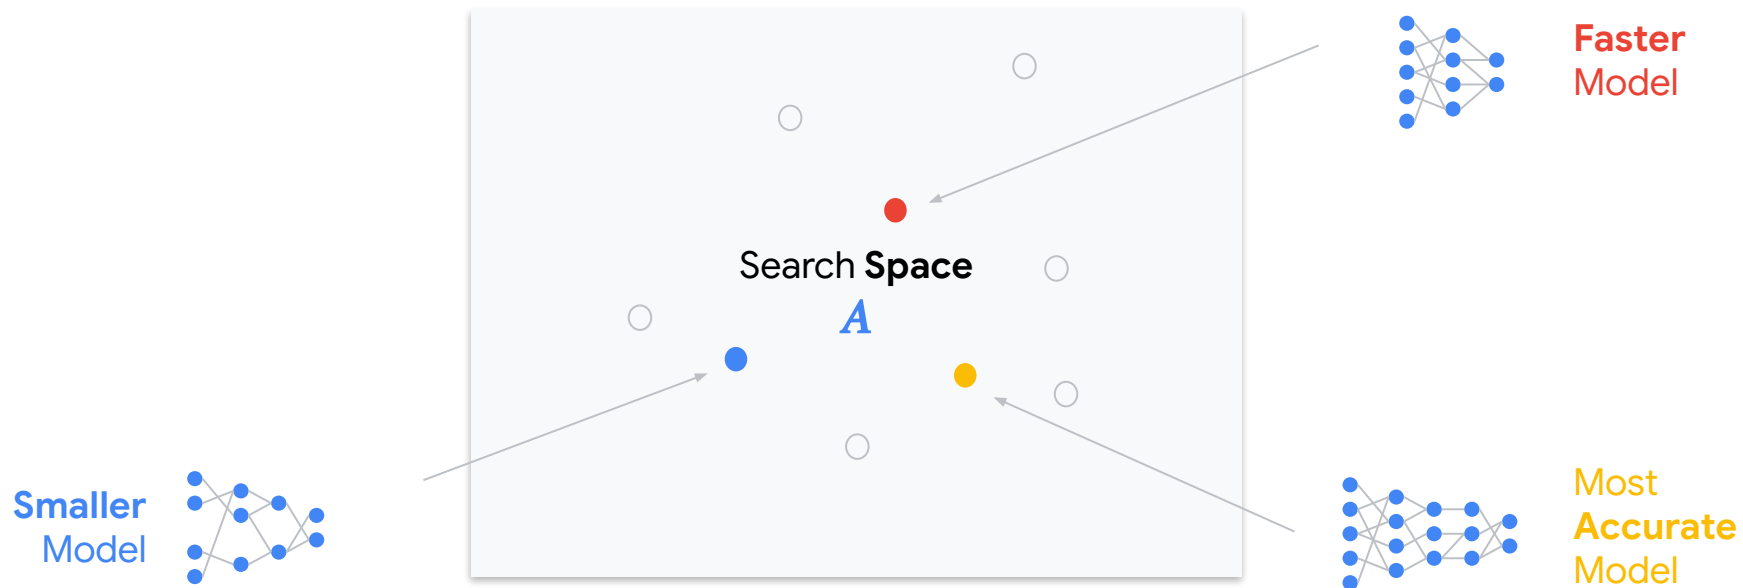 Faster
Model
Search Space
A
Smaller
Model
Most
Accurate
Model